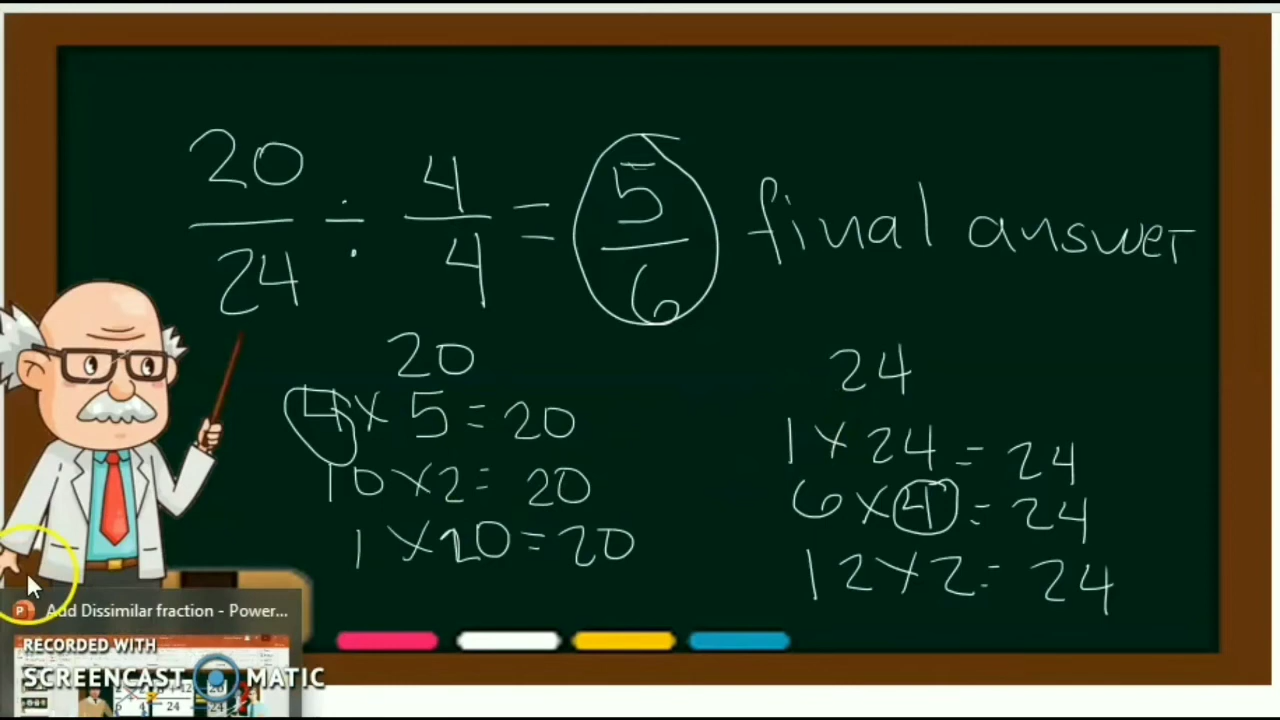 20/24 ÷ 4/4 = 5/6 final answer
20
4 x 5 = 20
10 x 2 = 20
1 x 20 = 20
24
1 x 24 = 24
6 x 4 = 24
12 x 2 = 24
Add Dissimilar fraction - Power...
RECORDED WITH
SCREENCAST MATIC